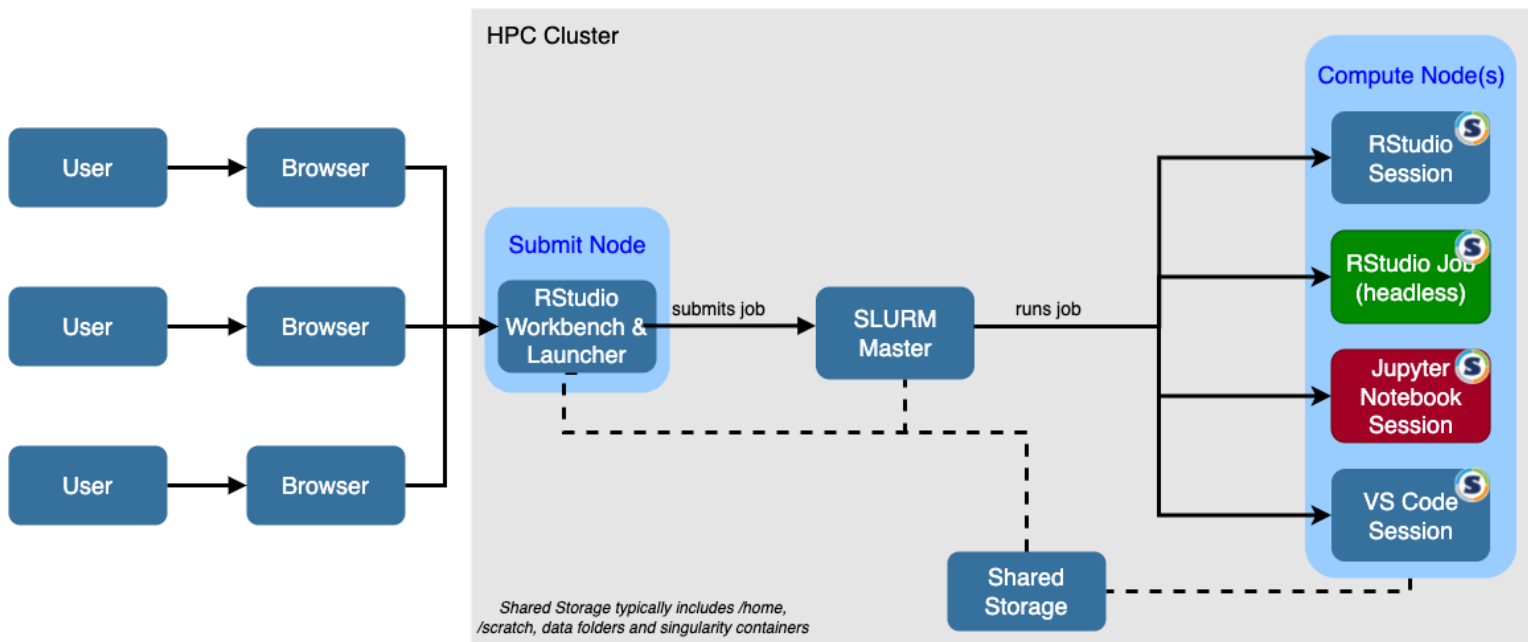 HPC Cluster
Compute Node(s)
User
Browser
RStudio
Session
S
Submit Node
RStudio Job
(headless)
S
User
Browser
RStudio
Workbench &
Launcher
submits job
SLURM
Master
runs job
Jupyter
Notebook
Session
S
User
Browser
VS Code
Session
S
Shared
Storage
Shared Storage typically includes /home,
/scratch, data folders and singularity containers